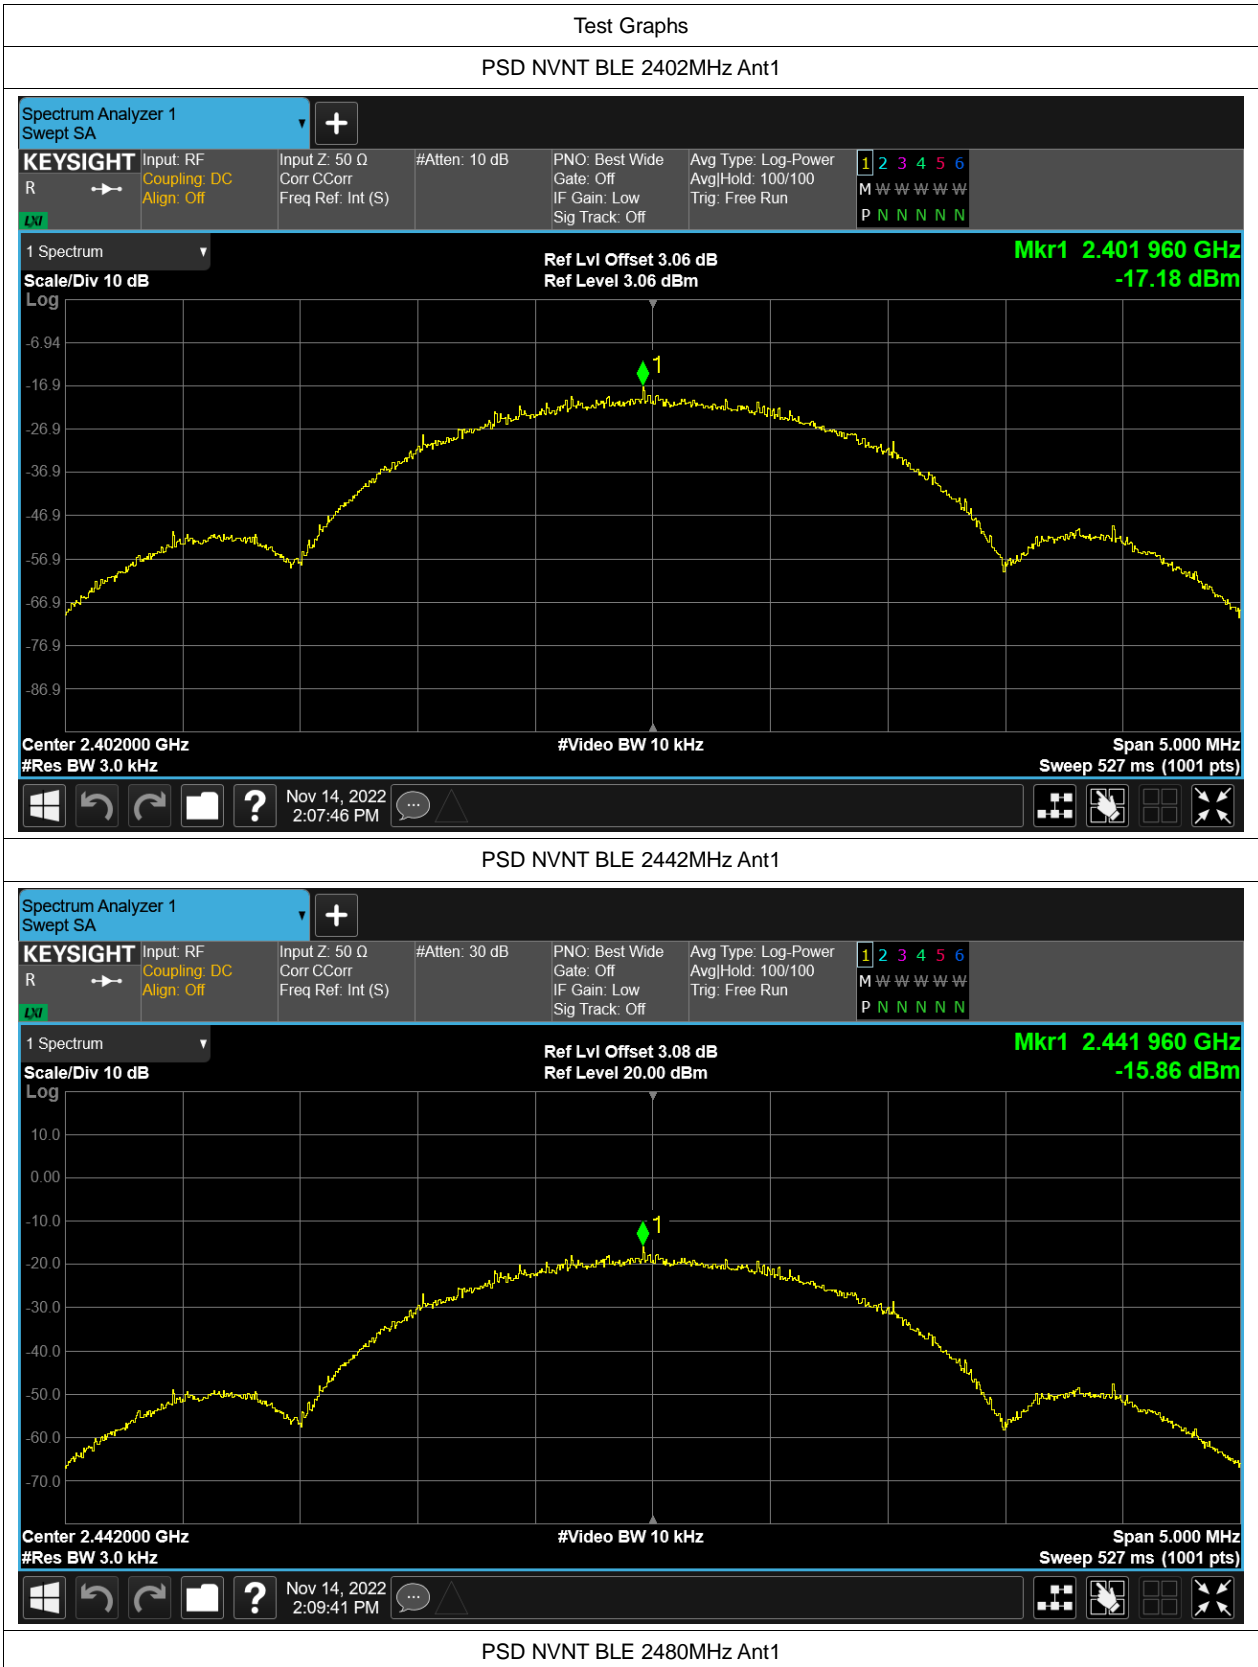 Test Graphs
PSD NVNT BLE 2402MHz Ant1
Spectrum Analyzer 1
Swept SA
KEYSIGHT
R
LXI
Input: RF
Coupling: DC
Align: Off
Input Z: 50 Ω
Corr CCorr
Freq Ref: Int (S)
#Atten: 10 dB
PNO: Best Wide
Gate: Off
IF Gain: Low
Sig Track: Off
Avg Type: Log-Power
Avg|Hold: 100/100
Trig: Free Run
1 2 3 4 5 6
M W W W W W
P N N N N N
1 Spectrum
Scale/Div 10 dB
Ref Lvl Offset 3.06 dB
Ref Level 3.06 dBm
Mkr1 2.401 960 GHz
-17.18 dBm
Log
-6.94
-16.9
-26.9
-36.9
-46.9
-56.9
-66.9
-76.9
-86.9
1
Center 2.402000 GHz
#Res BW 3.0 kHz
#Video BW 10 kHz
Span 5.000 MHz
Sweep 527 ms (1001 pts)
?
Nov 14, 2022
2:07:46 PM
PSD NVNT BLE 2442MHz Ant1
Spectrum Analyzer 1
Swept SA
KEYSIGHT
R
LXI
Input: RF
Coupling: DC
Align: Off
Input Z: 50 Ω
Corr CCorr
Freq Ref: Int (S)
#Atten: 30 dB
PNO: Best Wide
Gate: Off
IF Gain: Low
Sig Track: Off
Avg Type: Log-Power
Avg|Hold: 100/100
Trig: Free Run
1 2 3 4 5 6
M W W W W W
P N N N N N
1 Spectrum
Scale/Div 10 dB
Ref Lvl Offset 3.08 dB
Ref Level 20.00 dBm
Mkr1 2.441 960 GHz
-15.86 dBm
Log
10.0
0.00
-10.0
-20.0
-30.0
-40.0
-50.0
-60.0
-70.0
1
Center 2.442000 GHz
#Res BW 3.0 kHz
#Video BW 10 kHz
Span 5.000 MHz
Sweep 527 ms (1001 pts)
?
Nov 14, 2022
2:09:41 PM
PSD NVNT BLE 2480MHz Ant1